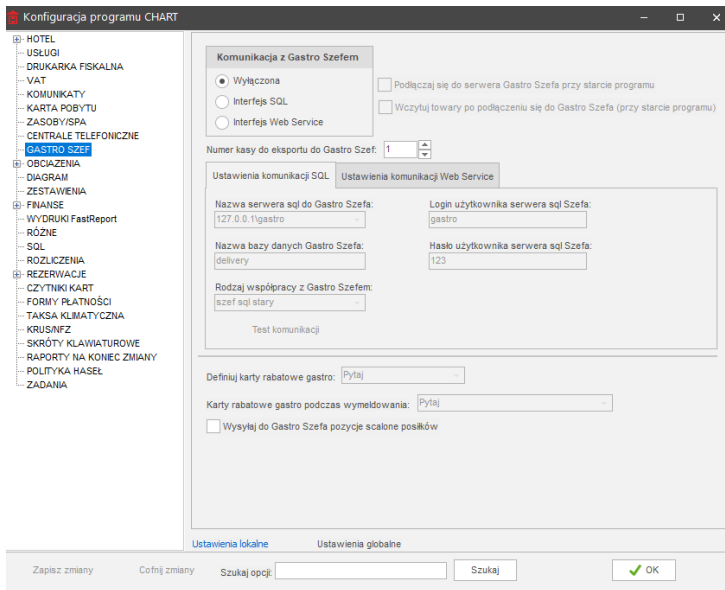 Konfiguracja programu CHART
HOTEL
USŁUGI
DRUKARKA FISKALNA
VAT
KOMUNIKATY
KARTA POBYTU
ZASOBY/SPA
CENTRALE TELEFONICZNE
GASTRO SZEF
OBCIAZENIA
DIAGRAM
ZESTAWIENIA
FINANSE
WYDRUKI FastReport
RÓŻNE
SQL
ROZLICZENIA
REZERWACJE
CZYTNIKI KART
FORMY PŁATNOŚCI
TAKSA KLIMATYCZNA
KRUS/NFZ
SKRÓTY KLAWIATUROWE
RAPORTY NA KONIEC ZMIANY
POLITYKA HASEŁ
ZADANIA
Komunikacja z Gastro Szefem
Wyłączona
Interfejs SQL
Interfejs Web Service
Podłączaj się do serwera Gastro Szefa przy starcie programu
Wczytuj towary po podłączeniu się do Gastro Szefa (przy starcie programu)
Numer kasy do eksportu do Gastro Szef: 1
Ustawienia komunikacji SQL Ustawienia komunikacji Web Service
Nazwa serwera sql do Gastro Szefa: Login użytkownika serwera sql Szefa:
127.0.0.1\gastro gastro
Nazwa bazy danych Gastro Szefa: Hasło użytkownika serwera sql Szefa:
delivery 123
Rodzaj współpracy z Gastro Szefem:
szef sql stary
Test komunikacji
Definiuj karty rabatowe gastro: Pytaj
Karty rabatowe gastro podczas wymeldowania: Pytaj
Wysyłaj do Gastro Szefa pozycje scalone posiłków
Ustawienia lokalne Ustawienia globalne
Zapisz zmiany Cofnij zmiany Szukaj opcji: Szukaj OK